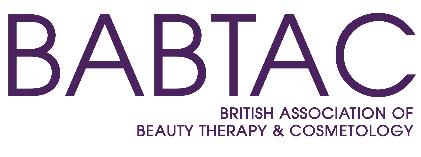 BABTAC
BRITISH ASSOCIATION OF
BEAUTY THERAPY & COSMETOLOGY